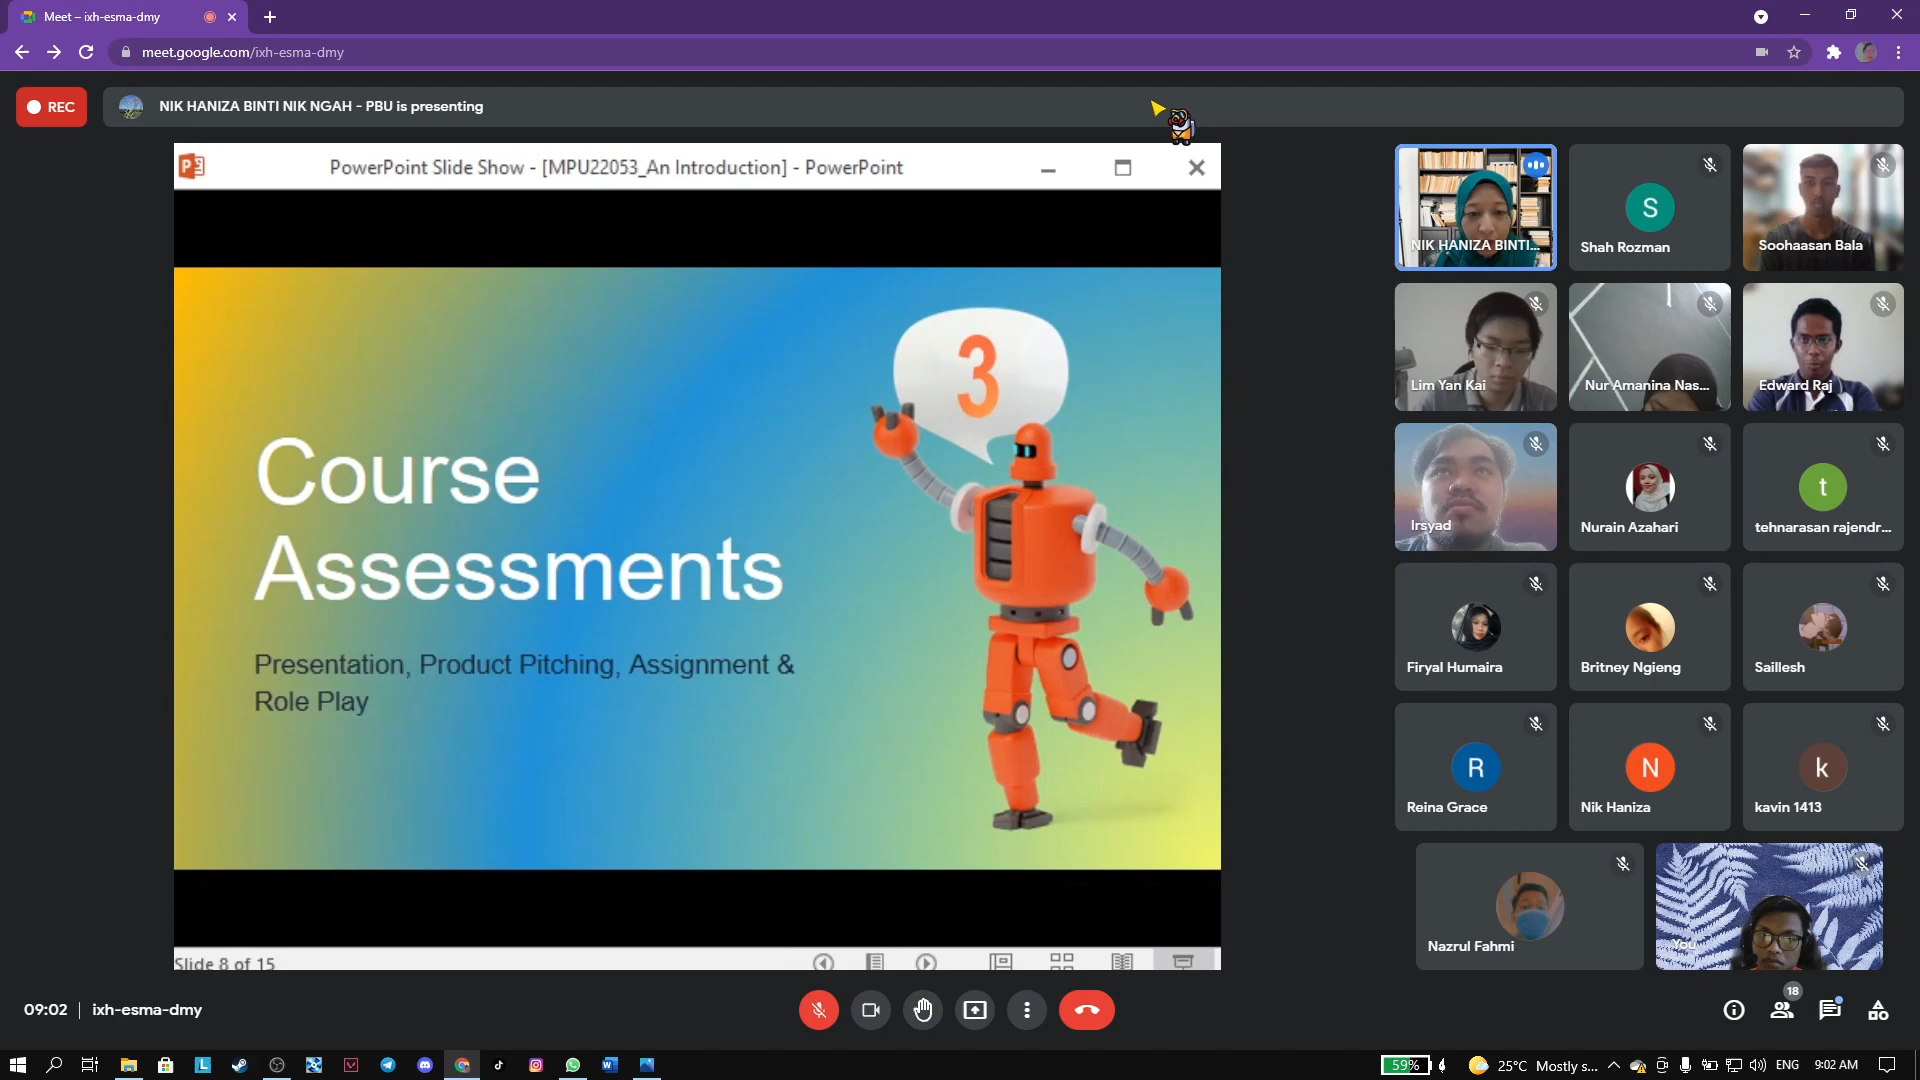 Meet – ixh-esma-dmy
meet.google.com/ixh-esma-dmy
REC
NIK HANIZA BINTI NIK NGAH - PBU is presenting
PowerPoint Slide Show - [MPU22053_An Introduction] - PowerPoint
3
Course
Assessments
Presentation, Product Pitching, Assignment &
Role Play
Slide 8 of 15
NIK HANIZA BINTI...
S
Shah Rozman
Soohaasan Bala
Lim Yan Kai
Nur Amanina Nas...
Edward Raj
Irsyad
Nurain Azahari
t
tehnarasan rajendr...
Firyal Humaira
Britney Ngieng
Saillesh
R
Reina Grace
N
Nik Haniza
k
kavin 1413
Nazrul Fahmi
You
09:02 | ixh-esma-dmy
18
59%
25°C Mostly s...
ENG
9:02 AM